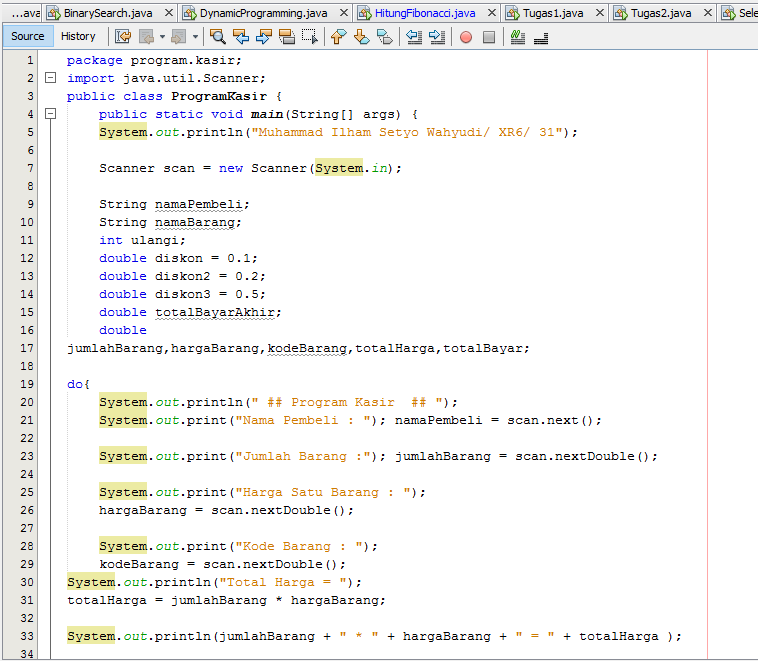 ...ava BinarySearch.java DynamicProgramming.java HitungFibonacci.java Tugas1.java Tugas2.java Sele
Source History
1 package program.kasir;
2 import java.util.Scanner;
3 public class ProgramKasir {
4 public static void main(String[] args) {
5 System.out.println("Muhammad Ilham Setyo Wahyudi/ XR6/ 31");
6
7 Scanner scan = new Scanner(System.in);
8
9 String namaPembeli;
10 String namaBarang;
11 int ulangi;
12 double diskon = 0.1;
13 double diskon2 = 0.2;
14 double diskon3 = 0.5;
15 double totalBayarAkhir;
16 double
17 jumlahBarang,hargaBarang,kodeBarang,totalHarga,totalBayar;
18
19 do{
20 System.out.println(" ## Program Kasir  ## ");
21 System.out.print("Nama Pembeli : "); namaPembeli = scan.next();
22
23 System.out.print("Jumlah Barang :"); jumlahBarang = scan.nextDouble();
24
25 System.out.print("Harga Satu Barang : ");
26 hargaBarang = scan.nextDouble();
27
28 System.out.print("Kode Barang : ");
29 kodeBarang = scan.nextDouble();
30 System.out.println("Total Harga = ");
31 totalHarga = jumlahBarang * hargaBarang;
32
33 System.out.println(jumlahBarang + " * " + hargaBarang + " = " + totalHarga );
34